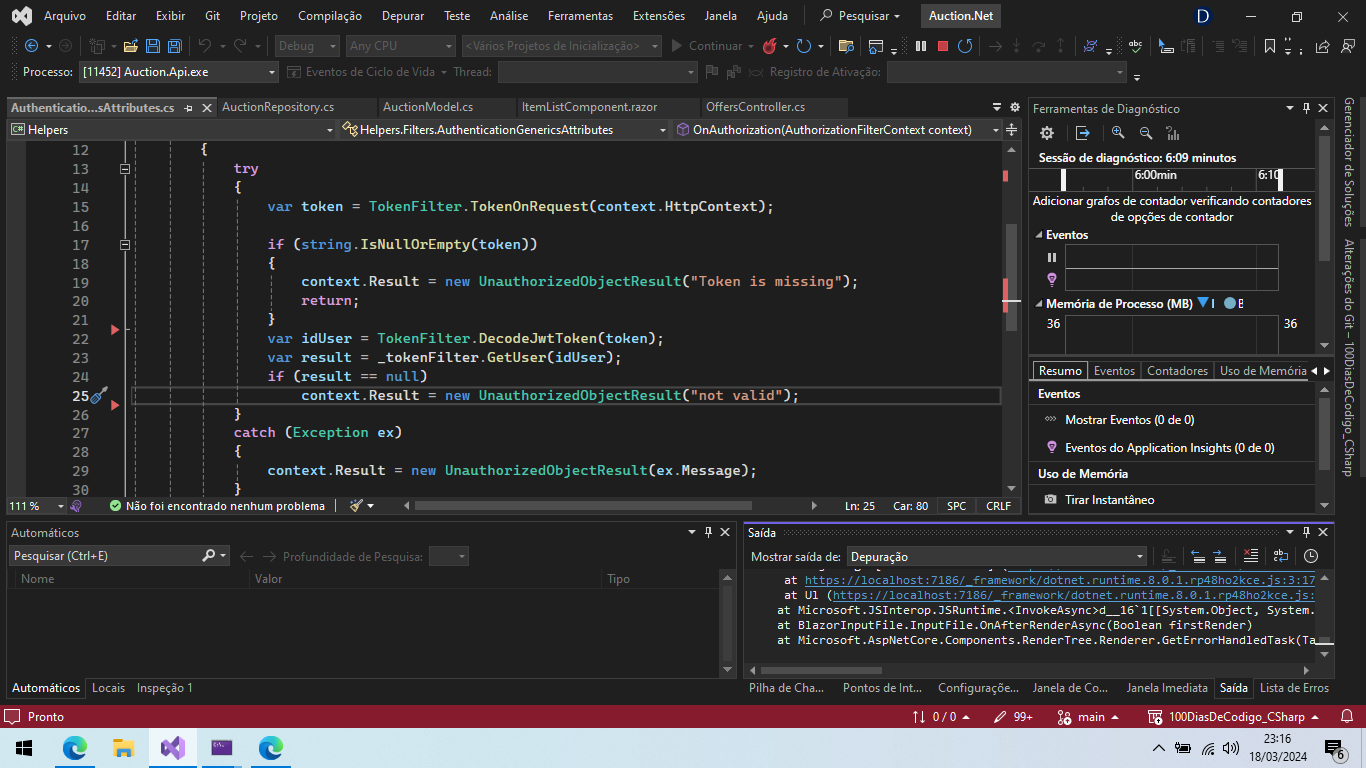 Arquivo Editar Exibir Git Projeto Compilação Depurar Teste Análise Ferramentas Extensões Janela Ajuda Pesquisar Auction.Net D
Debug Any CPU <Vários Projetos de Inicialização> Continuar
Processo: [11452] Auction.Api.exe Eventos de Ciclo de Vida Thread: Registro de Ativação:
Authenticatio...sAttributes.cs AuctionRepository.cs AuctionModel.cs ItemListComponent.razor OffersController.cs
Helpers Helpers.Filters.AuthenticationGenericsAttributes OnAuthorization(AuthorizationFilterContext context)
12 {
13 try
14 {
15 var token = TokenFilter.TokenOnRequest(context.HttpContext);
16
17 if (string.IsNullOrEmpty(token))
18 {
19 context.Result = new UnauthorizedObjectResult("Token is missing");
20 return;
21 }
22 var idUser = TokenFilter.DecodeJwtToken(token);
23 var result = _tokenFilter.GetUser(idUser);
24 if (result == null)
25 context.Result = new UnauthorizedObjectResult("not valid");
26 }
27 catch (Exception ex)
28 {
29 context.Result = new UnauthorizedObjectResult(ex.Message);
30 }
111 % Não foi encontrado nenhum problema Ln: 25 Car: 80 SPC CRLF
Ferramentas de Diagnóstico
Sessão de diagnóstico: 6:09 minutos
6:00min 6:10
Adicionar grafos de contador verificando contadores
de opções de contador
Eventos
Memória de Processo (MB) I B
36 36
Resumo Eventos Contadores Uso de Memória
Eventos
Mostrar Eventos (0 de 0)
Eventos do Application Insights (0 de 0)
Uso de Memória
Tirar Instantâneo
Gerenciador de Soluções
Alterações do Git – 100DiasDeCodigo_CSharp
Automáticos
Pesquisar (Ctrl+E) Profundidade de Pesquisa:
Nome Valor Tipo
Automáticos Locais Inspeção 1
Saída
Mostrar saída de: Depuração
at https://localhost:7186/_framework/dotnet.runtime.8.0.1.rp48ho2kce.js:3:17
at Ul (https://localhost:7186/_framework/dotnet.runtime.8.0.1.rp48ho2kce.js:
at Microsoft.JSInterop.JSRuntime.<InvokeAsync>d__16`1[[System.Object, System.
at BlazorInputFile.InputFile.OnAfterRenderAsync(Boolean firstRender)
at Microsoft.AspNetCore.Components.RenderTree.Renderer.GetErrorHandledTask(Ta
Pilha de Cha... Pontos de Int... Configuraçõe... Janela de Co... Janela Imediata Saída Lista de Erros
Pronto 0 / 0 99+ main 100DiasDeCodigo_CSharp
23:16
18/03/2024
6